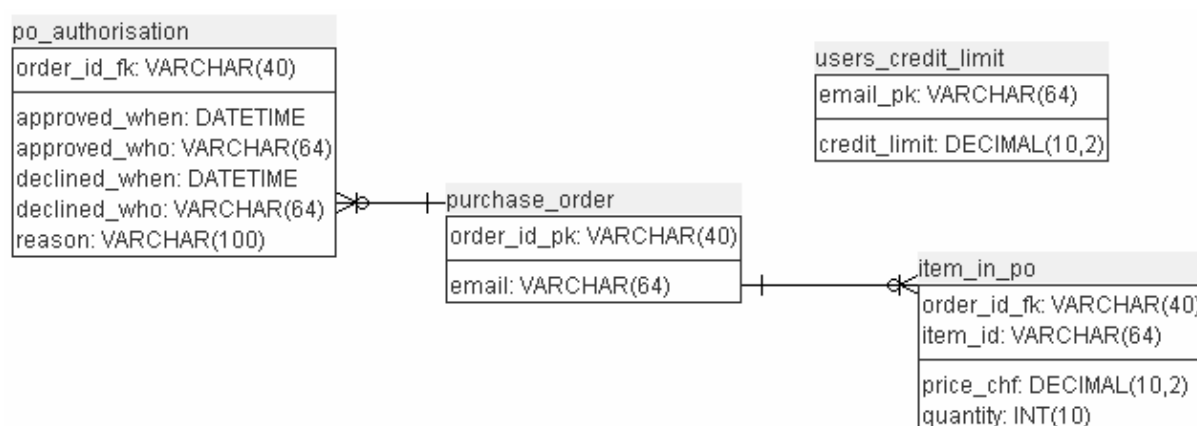 po_authorisation
order_id_fk: VARCHAR(40)
approved_when: DATETIME
approved_who: VARCHAR(64)
declined_when: DATETIME
declined_who: VARCHAR(64)
reason: VARCHAR(100)
users_credit_limit
email_pk: VARCHAR(64)
credit_limit: DECIMAL(10,2)
purchase_order
order_id_pk: VARCHAR(40)
email: VARCHAR(64)
item_in_po
order_id_fk: VARCHAR(40)
item_id: VARCHAR(64)
price_chf: DECIMAL(10,2)
quantity: INT(10)